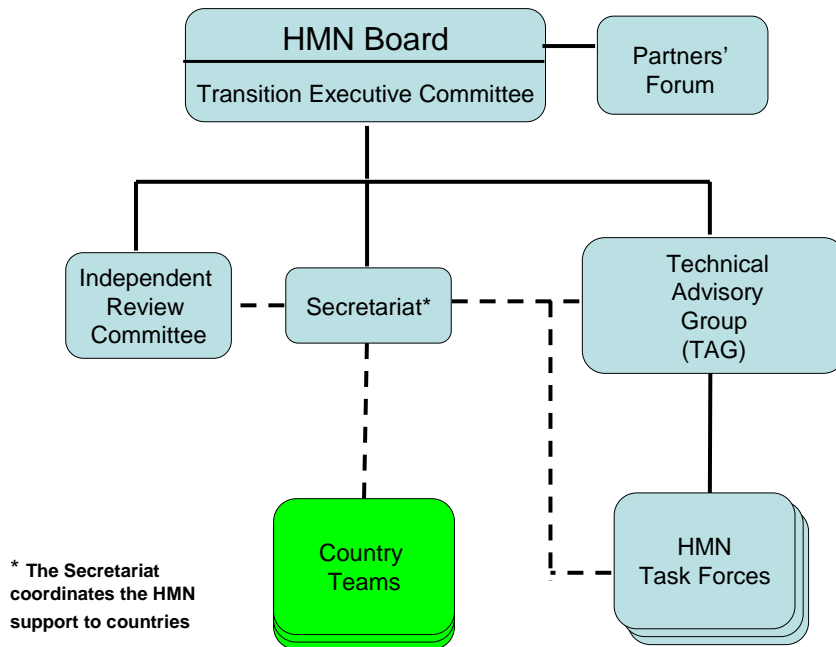 HMN Board
Transition Executive Committee
Partners’
Forum
Independent
Review
Committee
Secretariat*
Technical
Advisory
Group
(TAG)
Country
Teams
HMN
Task Forces
* The Secretariat
coordinates the HMN
support to countries